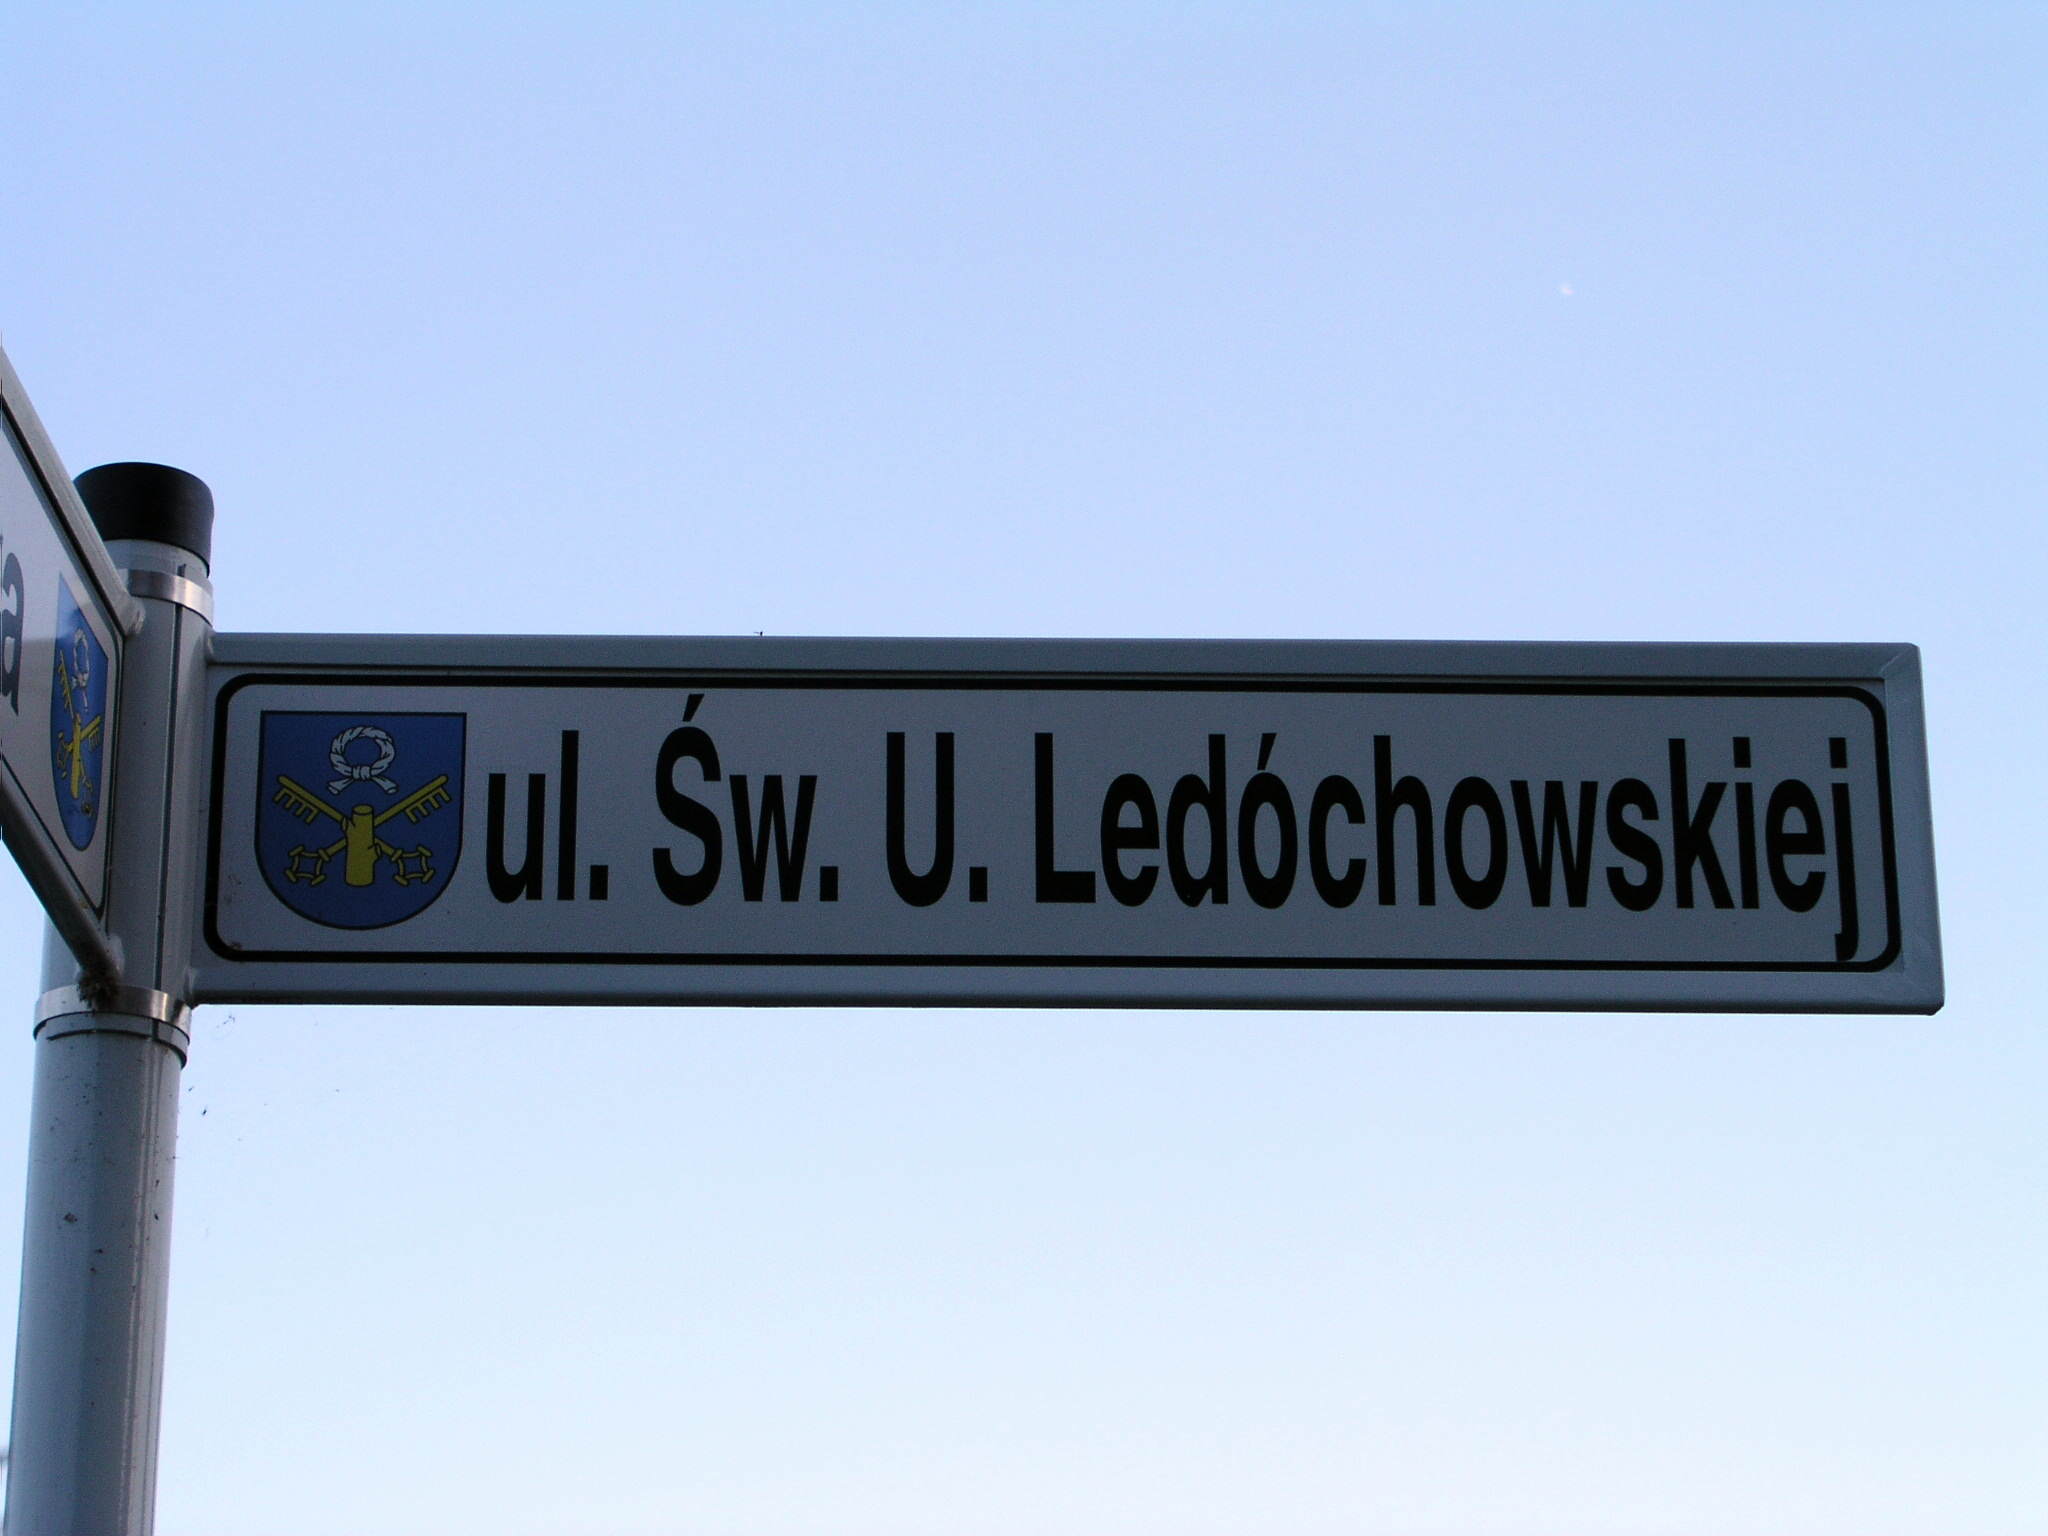 ul. Św. U. Ledóchowskiej